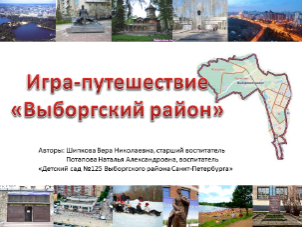 Игра-путешествие
«Выборгский район»
Авторы: Шипкова Вера Николаевна, старший воспитатель
Потапова Наталья Александровна, воспитатель
«Детский сад №125 Выборгского района Санкт-Петербурга»